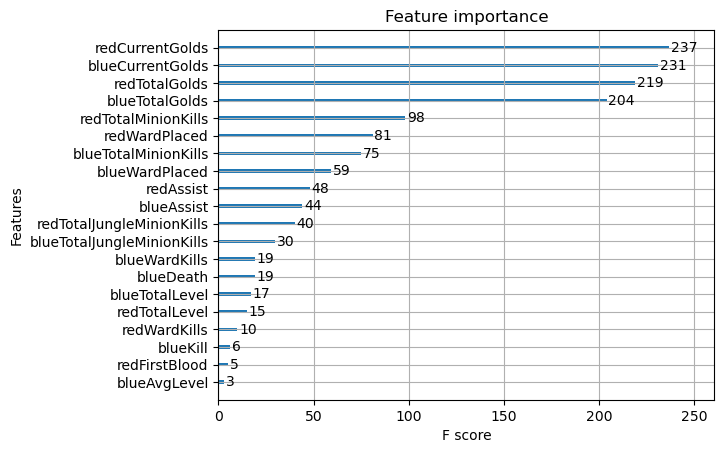 Feature importance
Features
redCurrentGolds 237
blueCurrentGolds 231
redTotalGolds 219
blueTotalGolds 204
redTotalMinionKills 98
redWardPlaced 81
blueTotalMinionKills 75
blueWardPlaced 59
redAssist 48
blueAssist 44
redTotalJungleMinionKills 40
blueTotalJungleMinionKills 30
blueWardKills 19
blueDeath 19
blueTotalLevel 17
redTotalLevel 15
redWardKills 10
blueKill 6
redFirstBlood 5
blueAvgLevel 3
0 50 100 150 200 250
F score